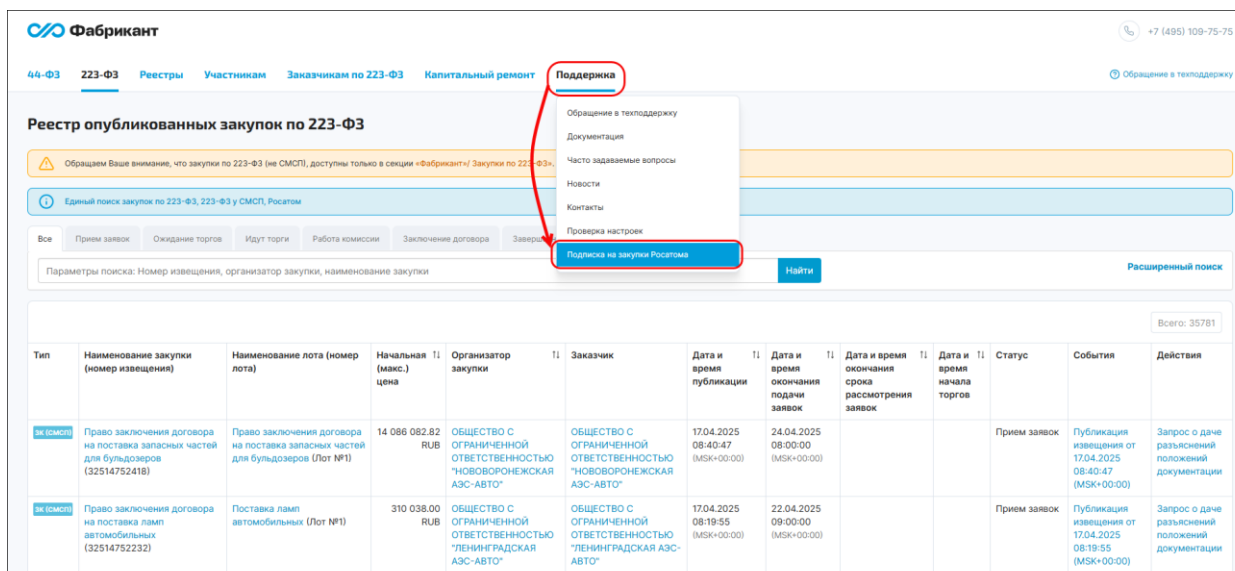 Фабрикант
+7 (495) 109-75-75
44-ФЗ 223-ФЗ Реестры Участникам Заказчикам по 223-ФЗ Капитальный ремонт Поддержка
Обращение в техподдержку
Обращение в техподдержку
Документация
Часто задаваемые вопросы
Новости
Контакты
Проверка настроек
Подписка на закупки Росатома
Реестр опубликованных закупок по 223-ФЗ
Обращаем Ваше внимание, что закупки по 223-ФЗ (не СМСП), доступны только в секции «Фабрикант»/ Закупки по 223-ФЗ»,
Единый поиск закупок по 223-ФЗ, 223-ФЗ у СМСП, Росатом
Все Прием заявок Ожидание торгов Идут торги Работа комиссии Заключение договора
Параметры поиска: Номер извещения, организатор закупки, наименование закупки
Найти
Расширенный поиск
Всего: 35781
Тип
Наименование закупки
(номер извещения)
Наименование лота (номер
лота)
Начальная
(макс.)
цена
Организатор
закупки
Заказчик
Дата и
время
публикации
Дата и
время
окончания
подачи
заявок
Дата и время
окончания
срока
рассмотрения
заявок
Дата и
время
начала
торгов
Статус
События
Действия
ЗК (СМСП)
Право заключения договора
на поставка запасных частей
для бульдозеров
(32514752418)
Право заключения договора
на поставка запасных частей
для бульдозеров (Лот №1)
14 086 082.82
RUB
ОБЩЕСТВО С
ОГРАНИЧЕННОЙ
ОТВЕТСТВЕННОСТЬЮ
"НОВОВОРОНЕЖСКАЯ
АЭС-АВТО"
ОБЩЕСТВО С
ОГРАНИЧЕННОЙ
ОТВЕТСТВЕННОСТЬЮ
"НОВОВОРОНЕЖСКАЯ
АЭС-АВТО"
17.04.2025
08:40:47
(MSK+00:00)
24.04.2025
08:00:00
(MSK+00:00)
Прием заявок
Публикация
извещения от
17.04.2025
08:40:47
(MSK+00:00)
Запрос о даче
разъяснений
положений
документации
ЗК (СМСП)
Право заключения договора
на поставка ламп
автомобильных
(32514752232)
Поставка ламп
автомобильных (Лот №1)
310 038.00
RUB
ОБЩЕСТВО С
ОГРАНИЧЕННОЙ
ОТВЕТСТВЕННОСТЬЮ
"ЛЕНИНГРАДСКАЯ
АЭС-АВТО"
ОБЩЕСТВО С
ОГРАНИЧЕННОЙ
ОТВЕТСТВЕННОСТЬЮ
"ЛЕНИНГРАДСКАЯ АЭС-
АВТО"
17.04.2025
08:19:55
(MSK+00:00)
22.04.2025
09:00:00
(MSK+00:00)
Прием заявок
Публикация
извещения от
17.04.2025
08:19:55
(MSK+00:00)
Запрос о даче
разъяснений
положений
документации